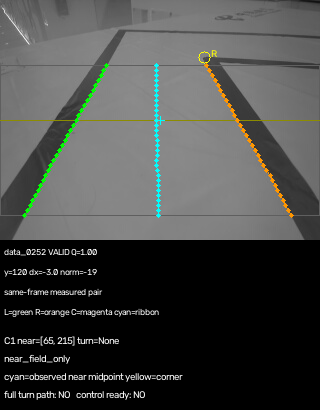 R
data_0252 VALID Q=1.00
y=120 dx=-3.0 norm=-19
same-frame measured pair
L=green R=orange C=magenta cyan=ribbon
C1 near=[65, 215] turn=None
near_field_only
cyan=observed near midpoint yellow=corner
full turn path: NO control ready: NO